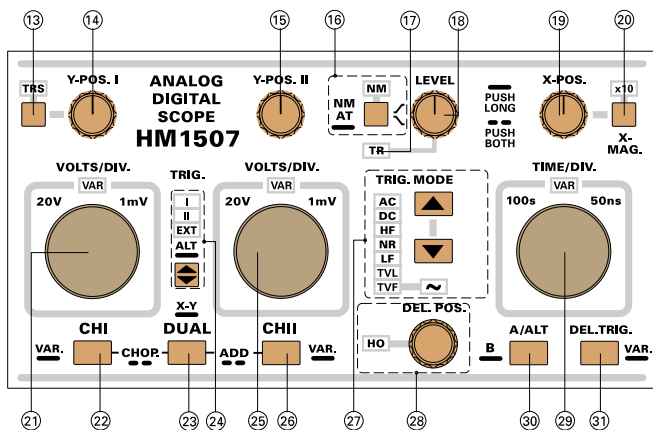 13 14 15 16 17 18 19 20
TRS Y-POS. I ANALOG DIGITAL SCOPE HM1507 Y-POS. II NM AT NM LEVEL TR PUSH LONG PUSH BOTH X-POS. x10 X-MAG.
VOLTS/DIV. VAR 20V 1mV
TRIG. I II EXT ALT
VOLTS/DIV. VAR 20V 1mV
TRIG. MODE AC DC HF NR LF TVL TVF ~
TIME/DIV. VAR 100s 50ns
X-Y
DEL. POS. HO
VAR. CHI CHOP. DUAL ADD CHII VAR.
B A/ALT DEL.TRIG. VAR.
21 22 23 24 25 26 27 28 30 29 31